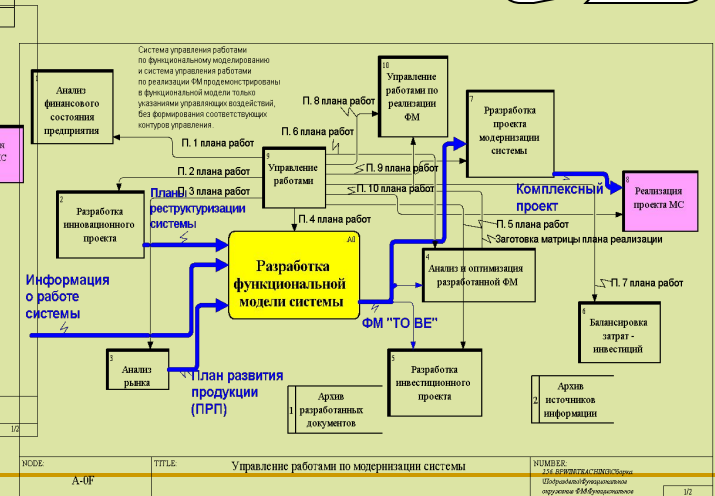 Система управления работами
по функциональному моделированию
и система управления работами
по реализации ФМ продемонстрированы
в функциональной модели только
указаниями управляющих воздействий,
без формирования соответствующих
контуров управления.
1
Анализ
финансового
состояния
предприятия
10
Управление
работами по
реализации
ФМ
7
Рразработка
проекта
модернизации
системы
8
Реализация
проекта МС
П. 8 плана работ
П. 6 плана работ
П. 1 плана работ
П. 2 плана работ
П. 3 плана работ
9
Управление
работами
П. 9 плана работ
П. 10 плана работ
П. 4 плана работ
П. 5 плана работ
Заготовка матрицы плана реализации
П. 7 плана работ
Планы
реструктуризации
системы
Комплексный
проект
2
Разработка
инновационного
проекта
A0
Разработка
функциональной
модели системы
4
Анализ и оптимизация
разработанной ФМ
Информация
о работе
системы
ФМ "TO BE"
6
Балансировка
затрат -
инвестиций
3
Анализ
рынка
План развития
продукции
(ПРП)
5
Разработка
инвестиционного
проекта
1
Архив
разработанных
документов
2
Архив
источников
информации
1/2
NODE:
A-0F
TITLE:
Управление работами по модернизации системы
NUMBER:
1/2